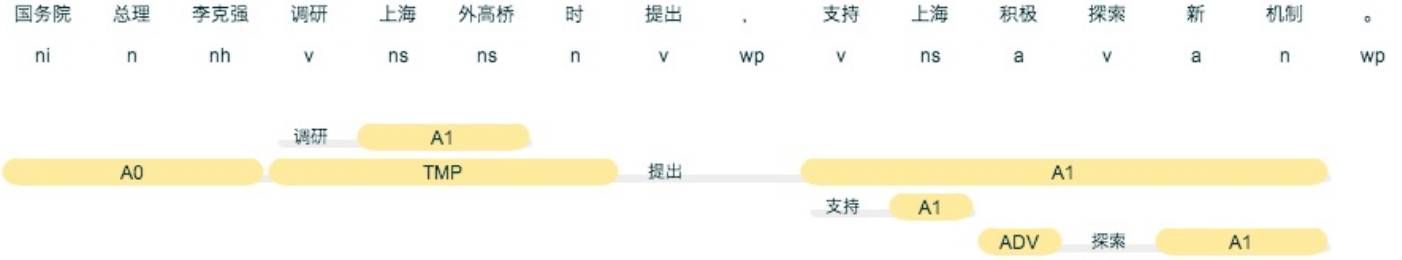 国务院 总理 李克强 调研 上海 外高桥 时 提出 , 支持 上海 积极 探索 新 机制 。
ni n nh v ns ns n v wp v ns a v a n wp
调研 A1
A0 TMP 提出 A1
支持 A1
ADV 探索 A1